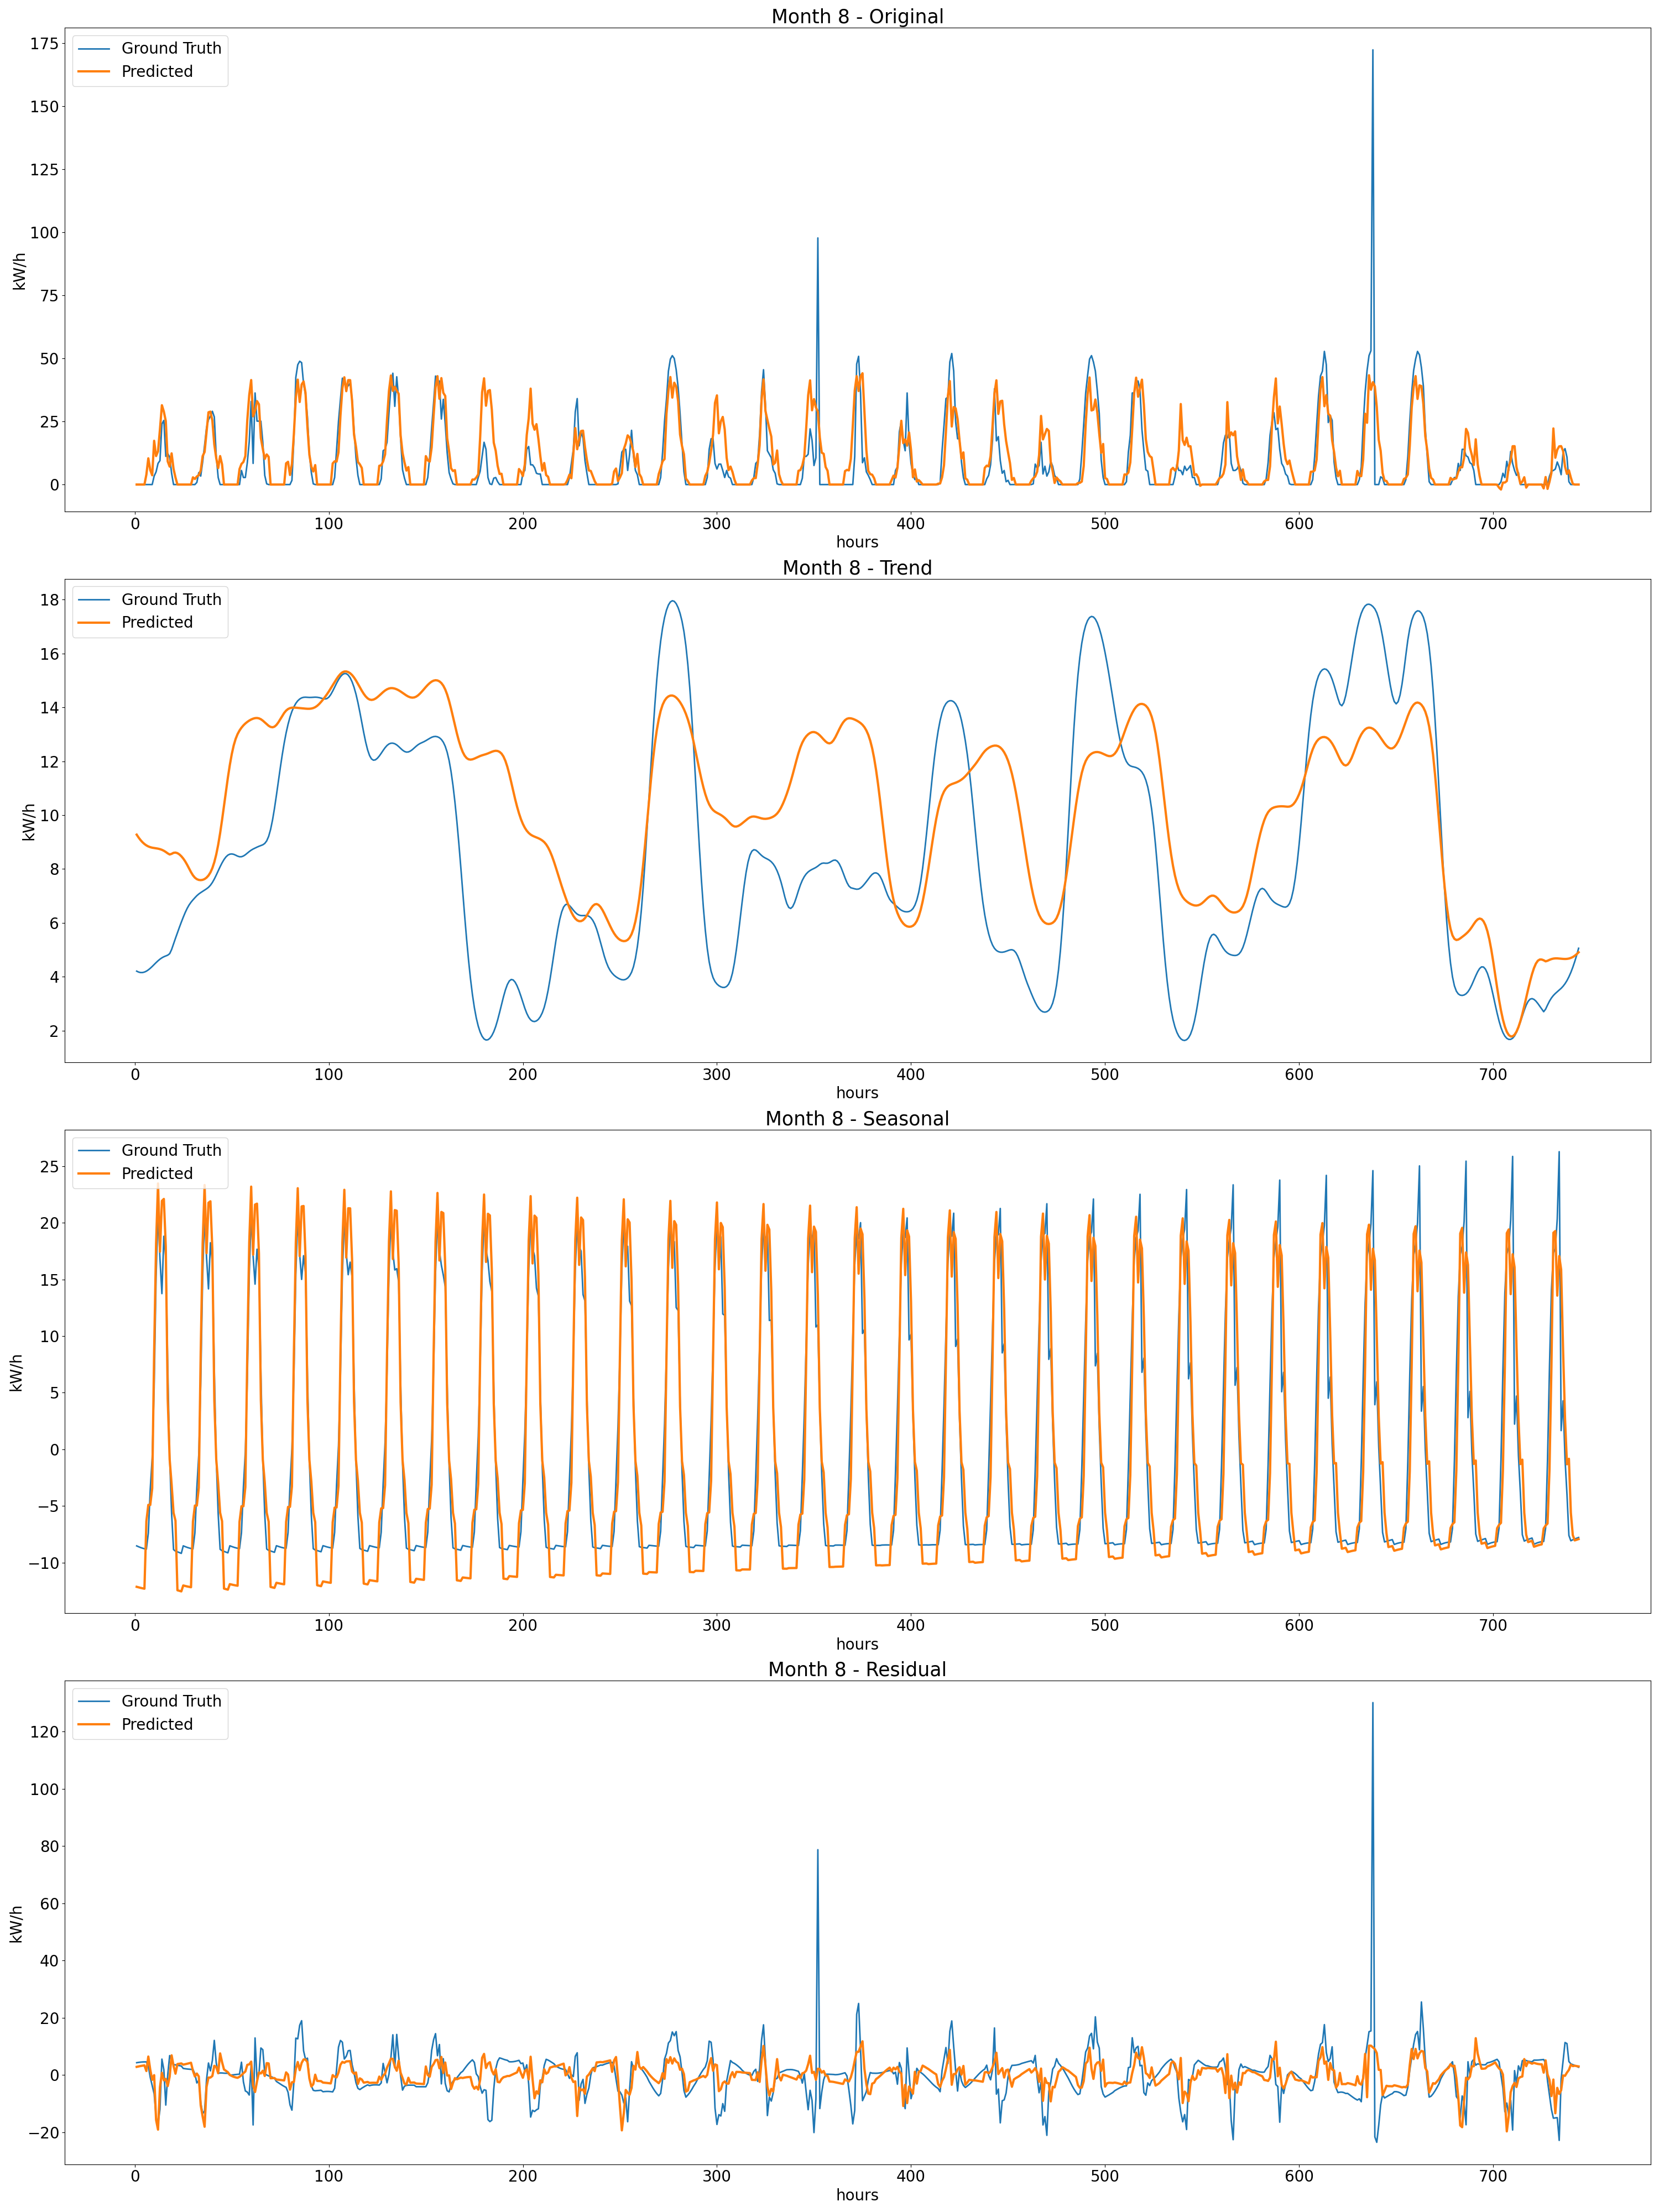 Month 8 - Original
Ground Truth
Predicted
175
150
125
100
75
50
25
0
kW/h
0 100 200 300 400 500 600 700
hours
Month 8 - Trend
Ground Truth
Predicted
18
16
14
12
10
8
6
4
2
kW/h
0 100 200 300 400 500 600 700
hours
Month 8 - Seasonal
Ground Truth
Predicted
25
20
15
10
5
0
−5
−10
kW/h
0 100 200 300 400 500 600 700
hours
Month 8 - Residual
Ground Truth
Predicted
120
100
80
60
40
20
0
−20
kW/h
0 100 200 300 400 500 600 700
hours